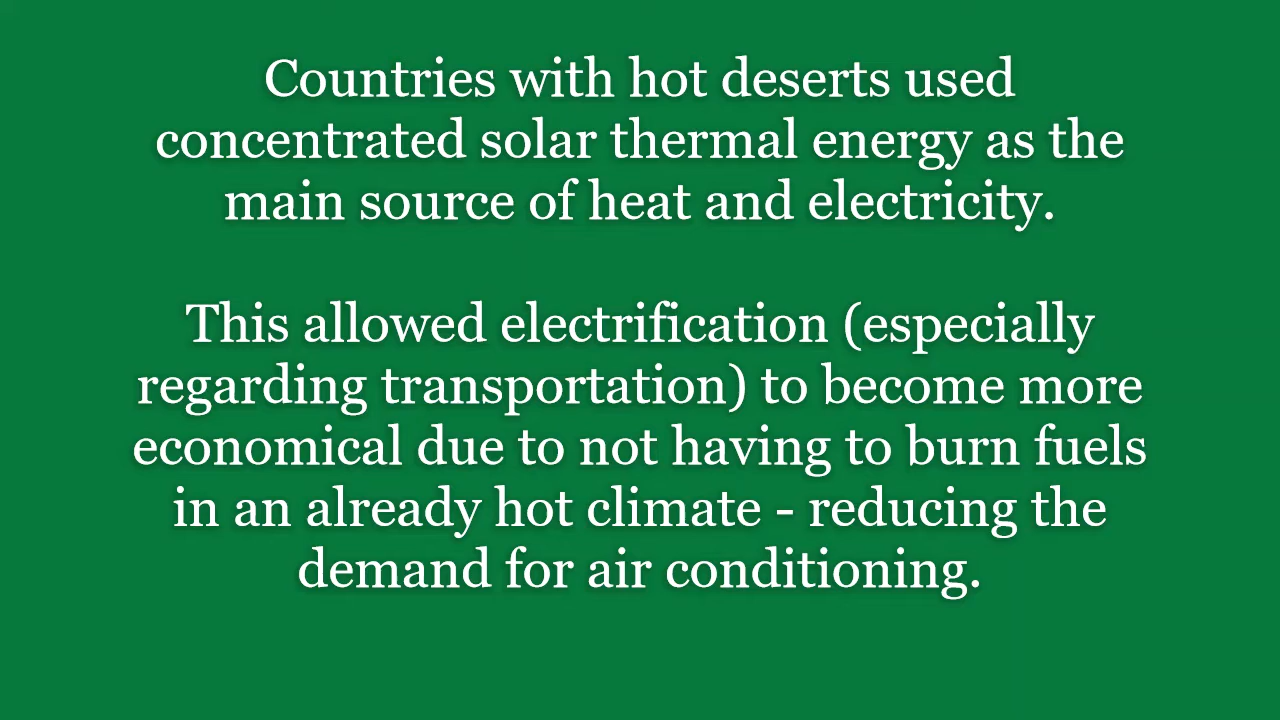 Countries with hot deserts used
concentrated solar thermal energy as the
main source of heat and electricity.
This allowed electrification (especially
regarding transportation) to become more
economical due to not having to burn fuels
in an already hot climate - reducing the
demand for air conditioning.